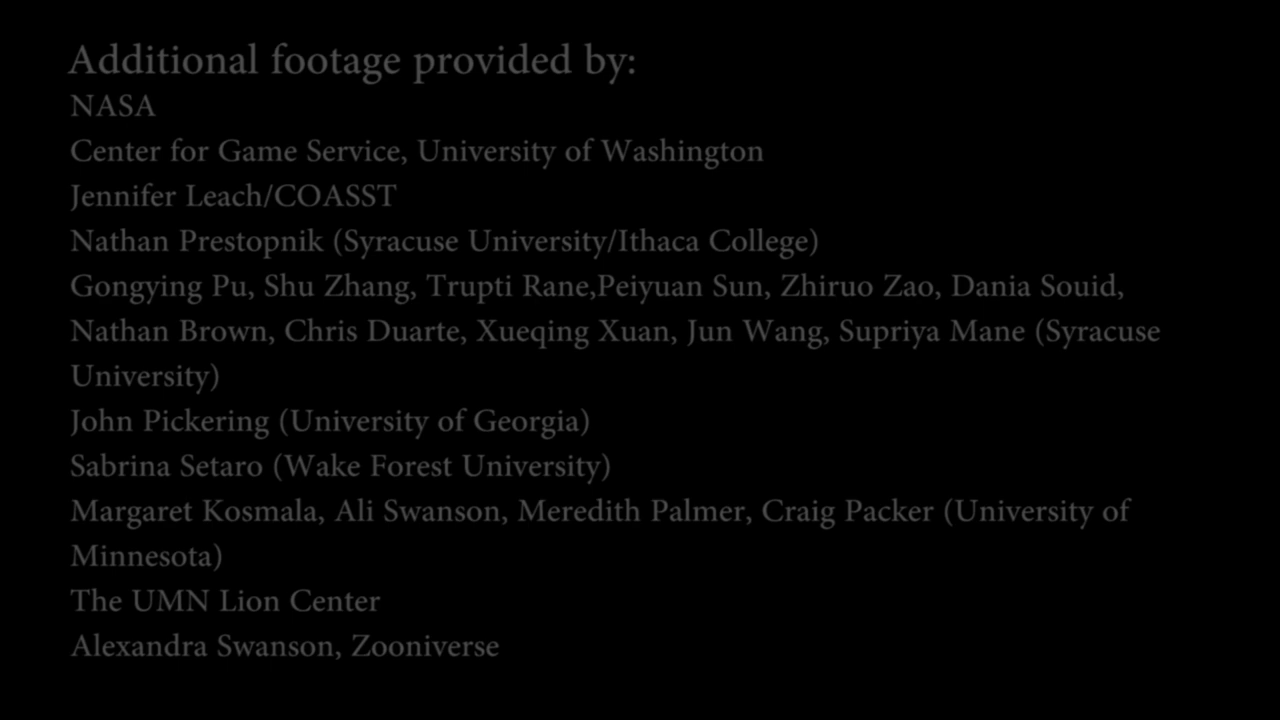 Additional footage provided by:
NASA
Center for Game Service, University of Washington
Jennifer Leach/COASST
Nathan Prestopnik (Syracuse University/Ithaca College)
Gongying Pu, Shu Zhang, Trupti Rane,Peiyuan Sun, Zhiruo Zao, Dania Souid,
Nathan Brown, Chris Duarte, Xueqing Xuan, Jun Wang, Supriya Mane (Syracuse
University)
John Pickering (University of Georgia)
Sabrina Setaro (Wake Forest University)
Margaret Kosmala, Ali Swanson, Meredith Palmer, Craig Packer (University of
Minnesota)
The UMN Lion Center
Alexandra Swanson, Zooniverse